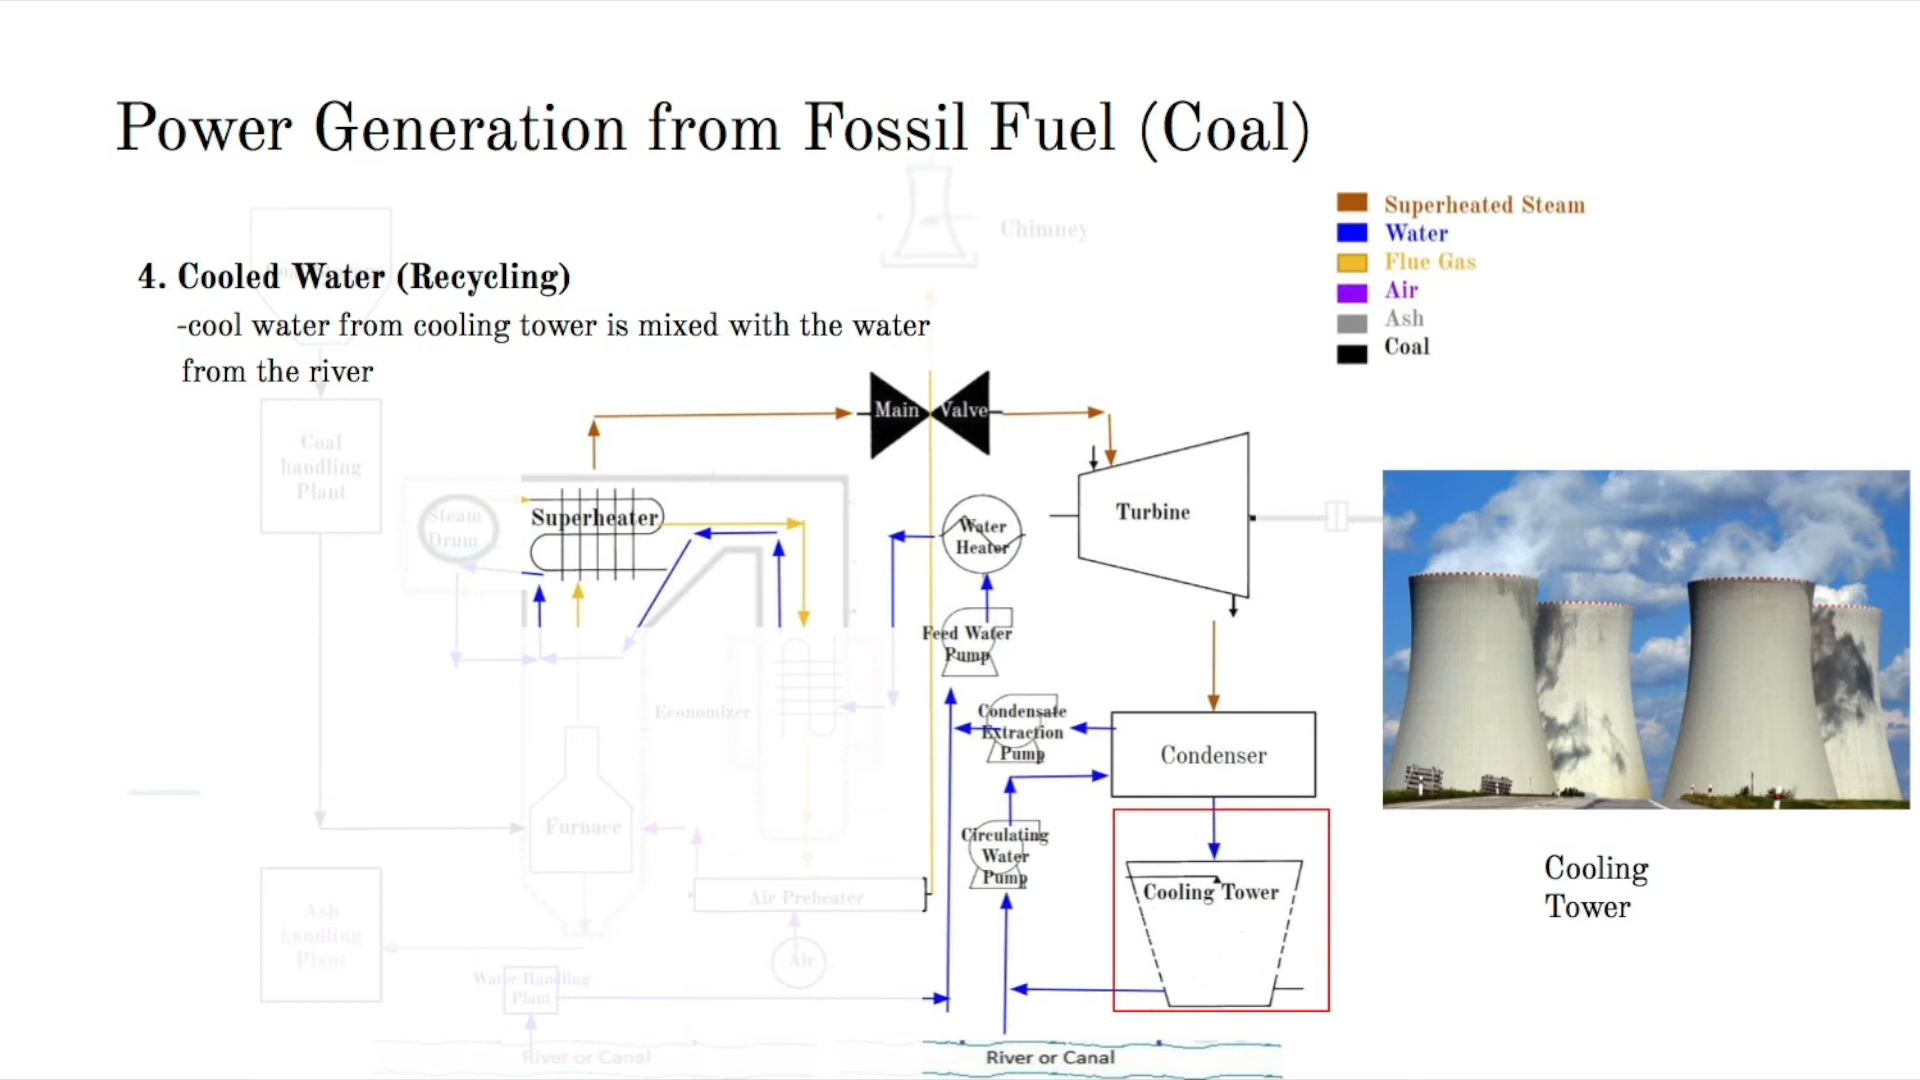 Power Generation from Fossil Fuel (Coal)
Chimney
Superheated Steam
Water
Flue Gas
Air
Ash
Coal
4. Cooled Water (Recycling)
-cool water from cooling tower is mixed with the water
from the river
Main Valve
Coal
handling
Plant
Steam
Drum
Superheater
Water
Heater
Turbine
Feed Water
Pump
Economizer
Condensate
Extraction
Pump
Condenser
Furnace
Circulating
Water
Pump
Cooling Tower
Air Preheater
Ash
handling
Plant
Air
Water Handling
Plant
River or Canal
River or Canal
Cooling
Tower